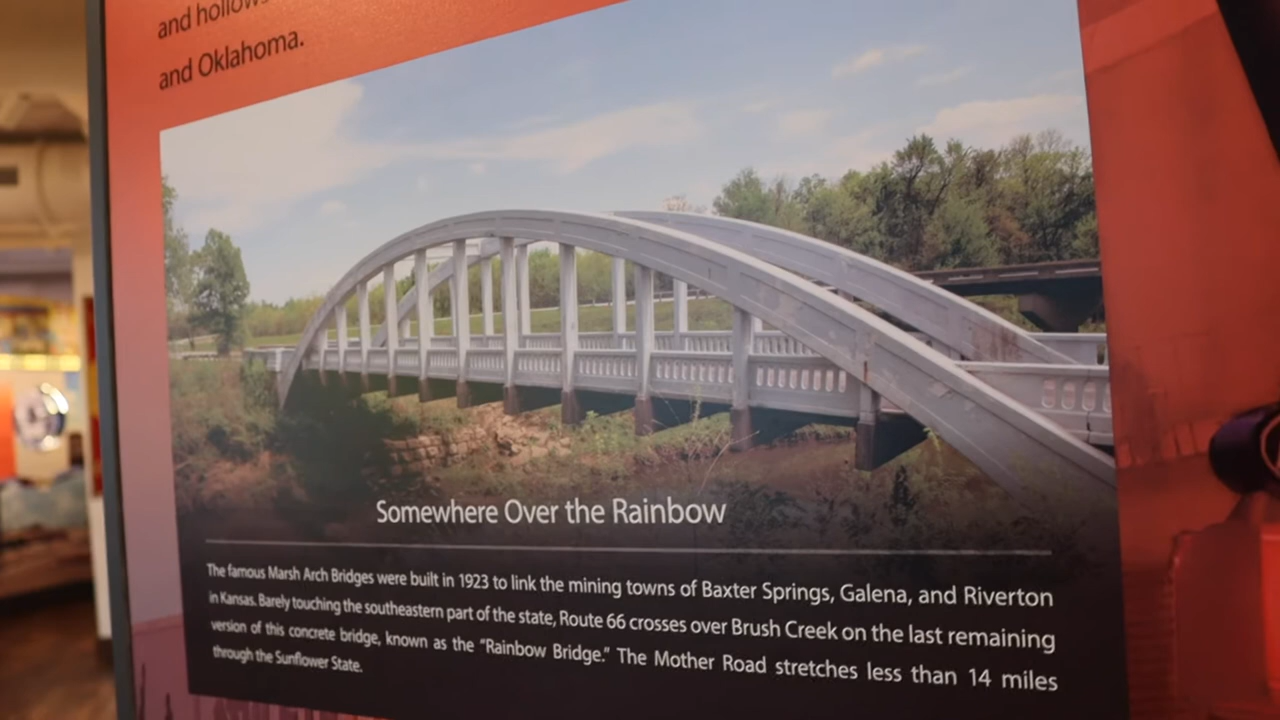 and hollows
and Oklahoma.
Somewhere Over the Rainbow
The famous Marsh Arch Bridges were built in 1923 to link the mining towns of Baxter Springs, Galena, and Riverton
in Kansas. Barely touching the southeastern part of the state, Route 66 crosses over Brush Creek on the last remaining
version of this concrete bridge, known as the "Rainbow Bridge." The Mother Road stretches less than 14 miles
through the Sunflower State.